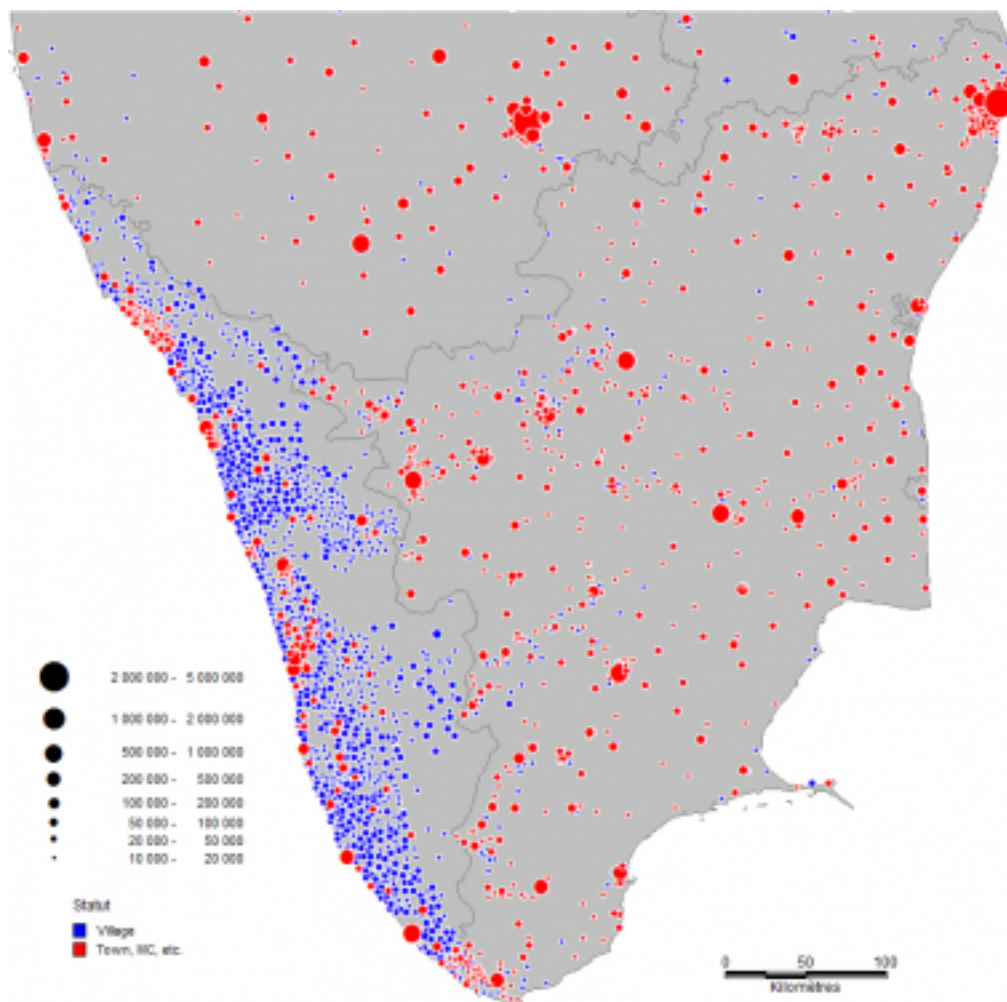 2 000 000 - 5 000 000
1 000 000 - 2 000 000
500 000 - 1 000 000
200 000 - 500 000
100 000 - 200 000
50 000 - 100 000
20 000 - 50 000
10 000 - 20 000
Statut
Village
Town, MC, etc.
0 50 100
Kilomètres